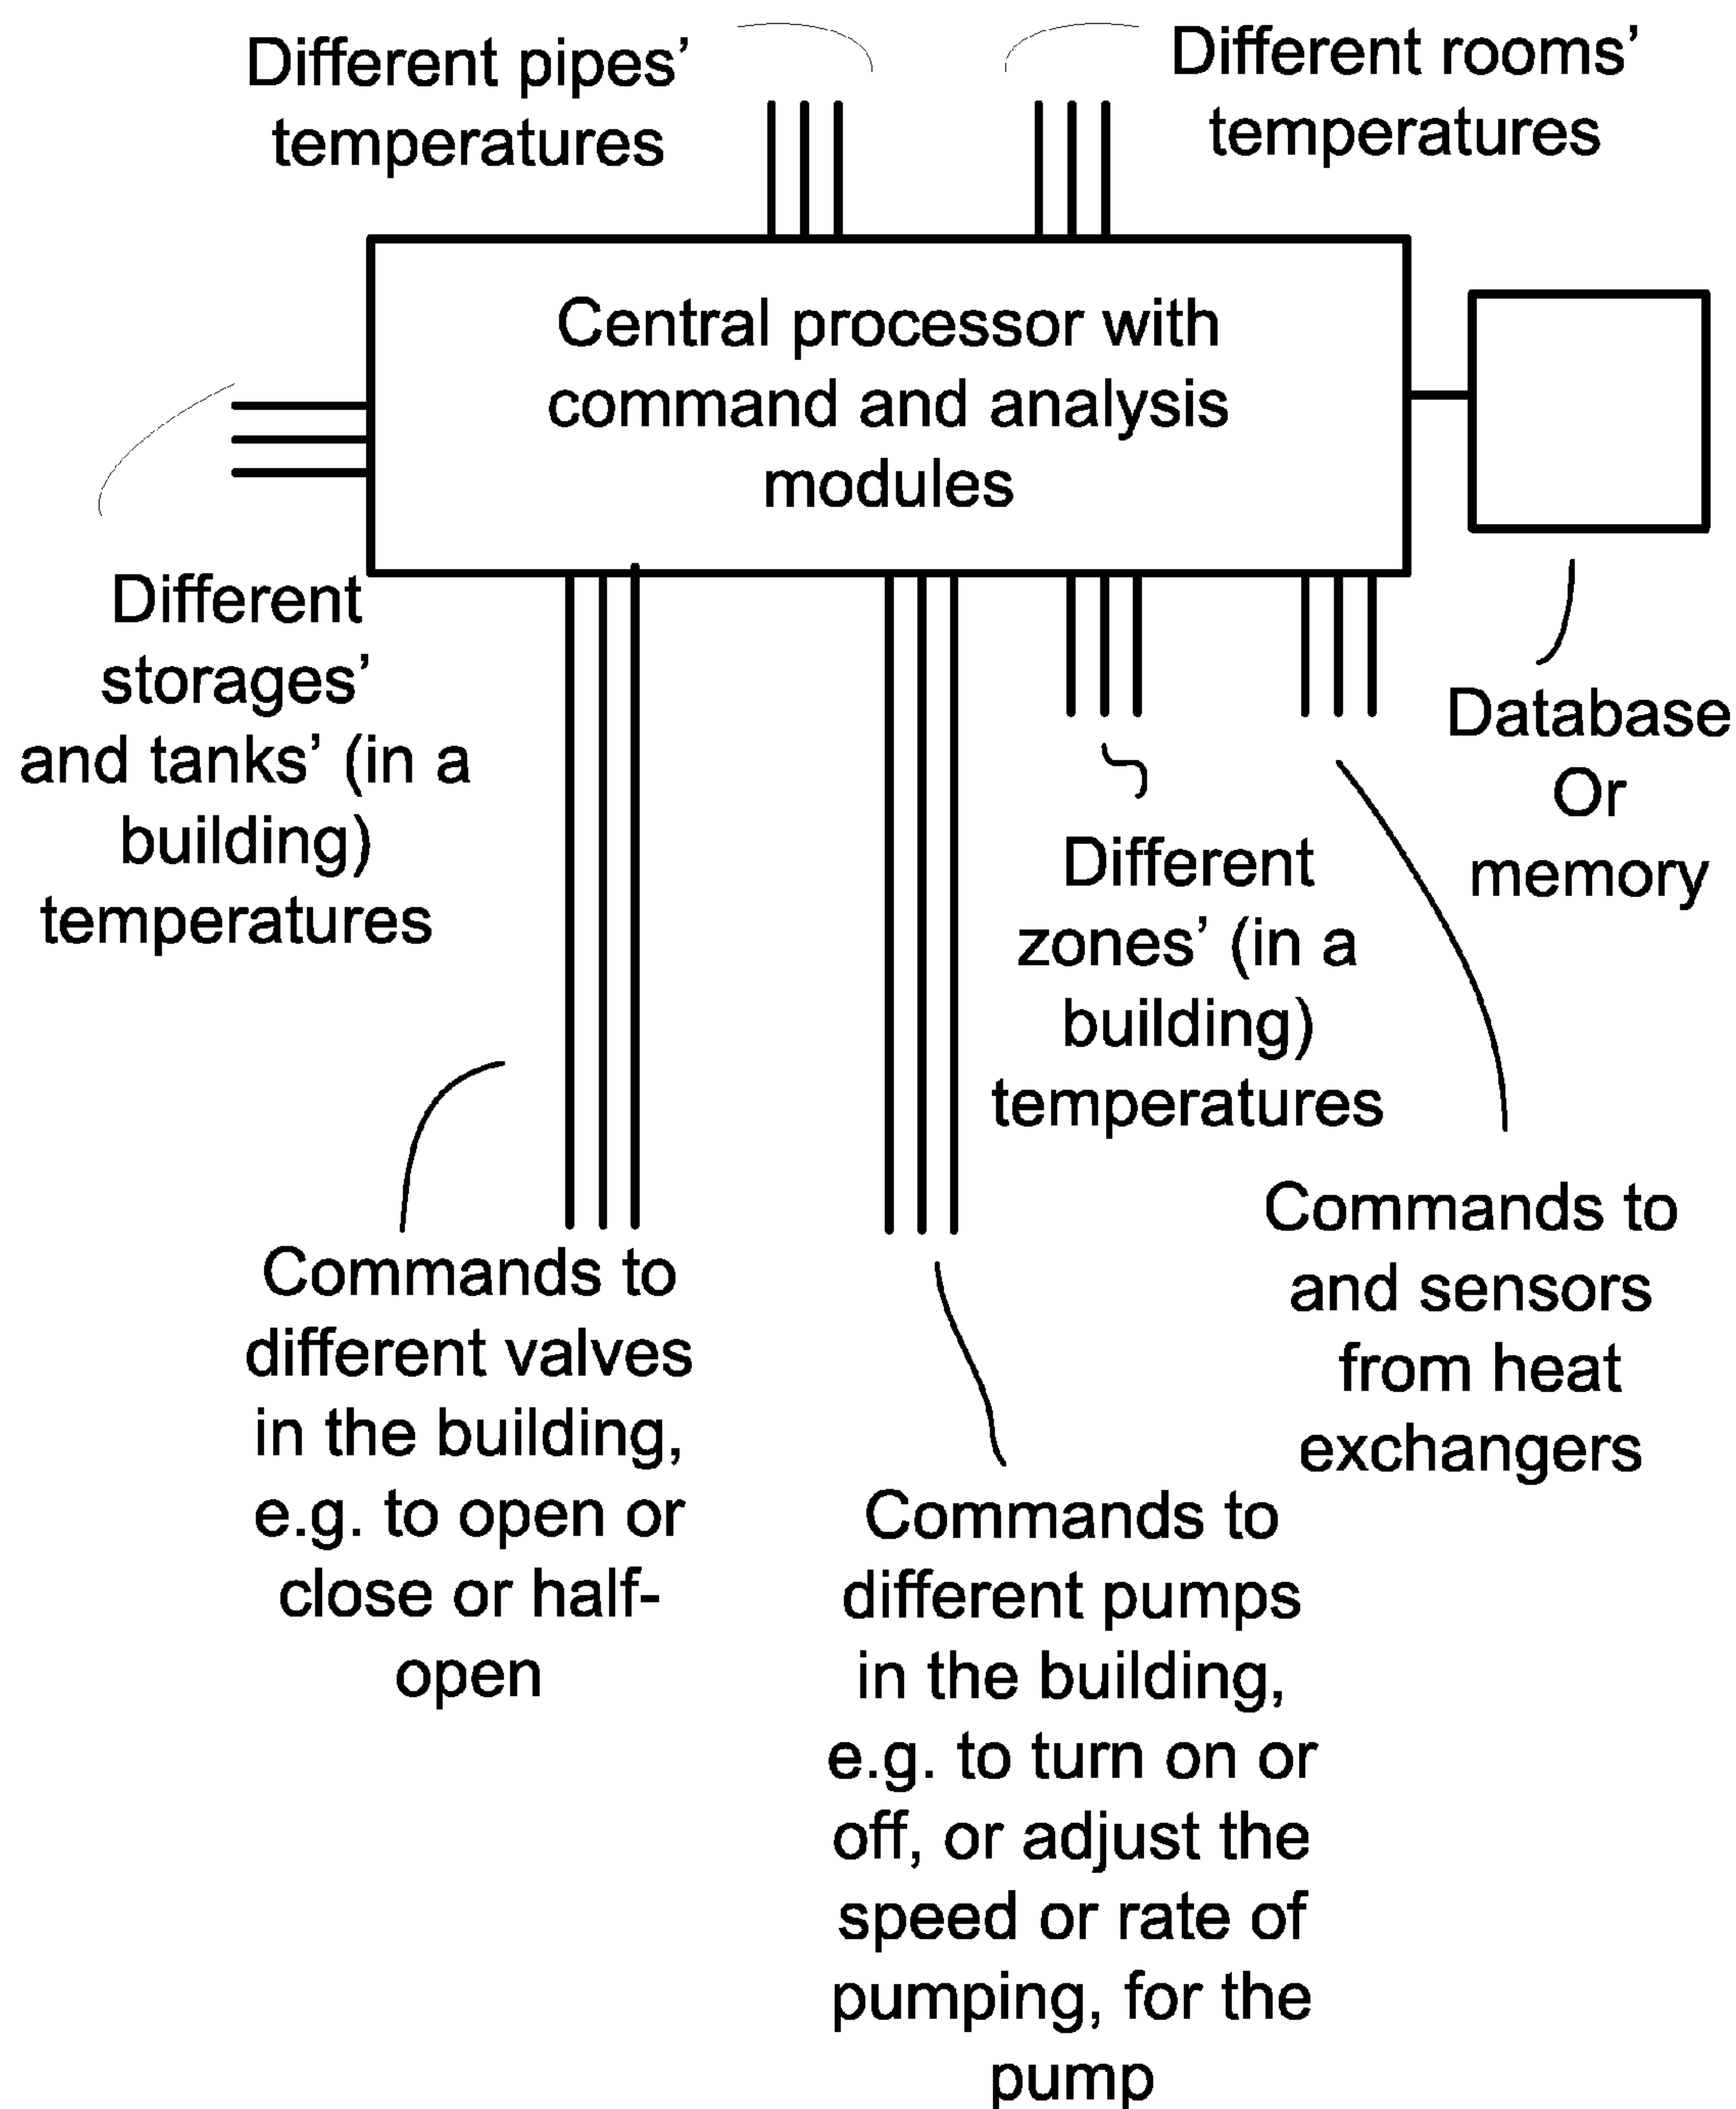 Different pipes’
temperatures
Different rooms’
temperatures
Central processor with
command and analysis
modules
Different
storages’
and tanks’ (in a
building)
temperatures
Database
Or
memory
Different
zones’ (in a
building)
temperatures
Commands to
and sensors
from heat
exchangers
Commands to
different valves
in the building,
e.g. to open or
close or half-
open
Commands to
different pumps
in the building,
e.g. to turn on or
off, or adjust the
speed or rate of
pumping, for the
pump